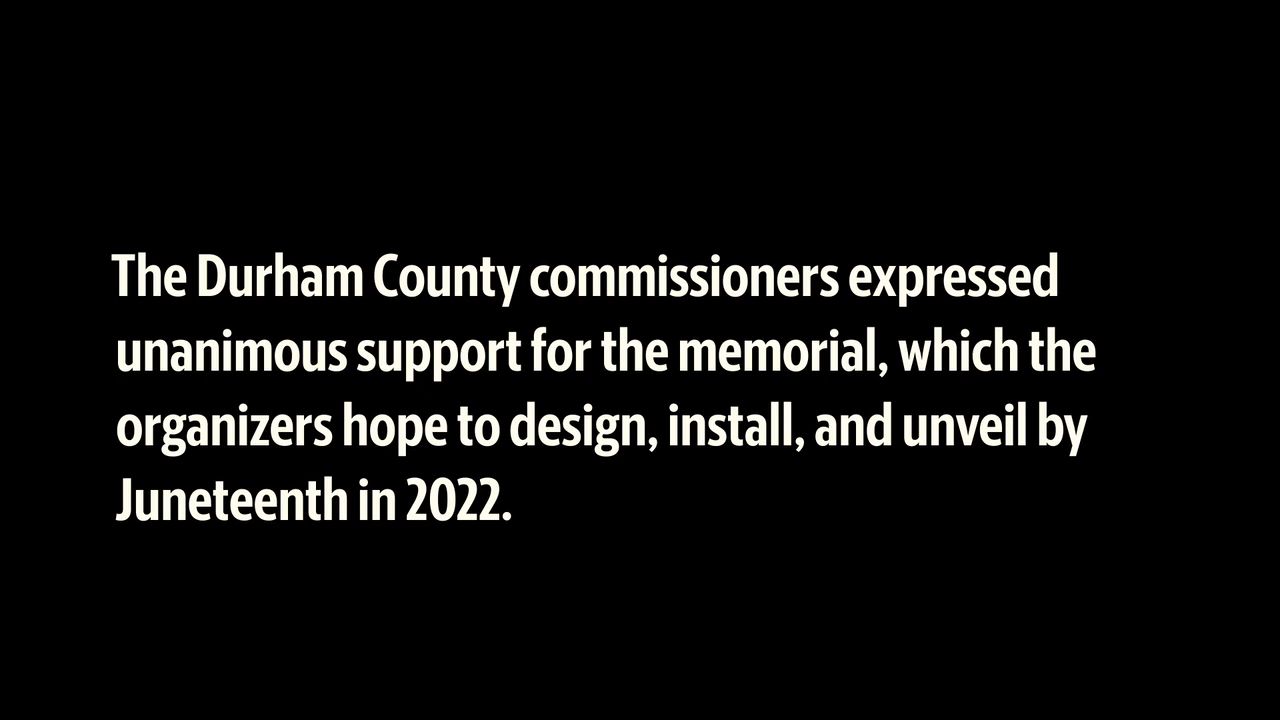 The Durham County commissioners expressed
unanimous support for the memorial, which the
organizers hope to design, install, and unveil by
Juneteenth in 2022.